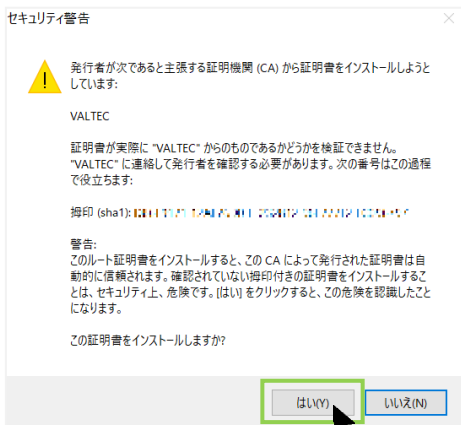 セキュリティ警告
発行者が次であると主張する証明機関 (CA) から証明書をインストールしようと
しています:
VALTEC
証明書が実際に "VALTEC" からのものであるかどうかを検証できません。
"VALTEC" に連絡して発行者を確認する必要があります。次の番号はこの過程
で役立ちます:
拇印 (sha1):
警告:
このルート証明書をインストールすると、この CA によって発行された証明書は自
動的に信頼されます。確認されていない拇印付きの証明書をインストールするこ
とは、セキュリティ上、危険です。[はい] をクリックすると、この危険を認識したこと
になります。
この証明書をインストールしますか?
はい(Y)
いいえ(N)